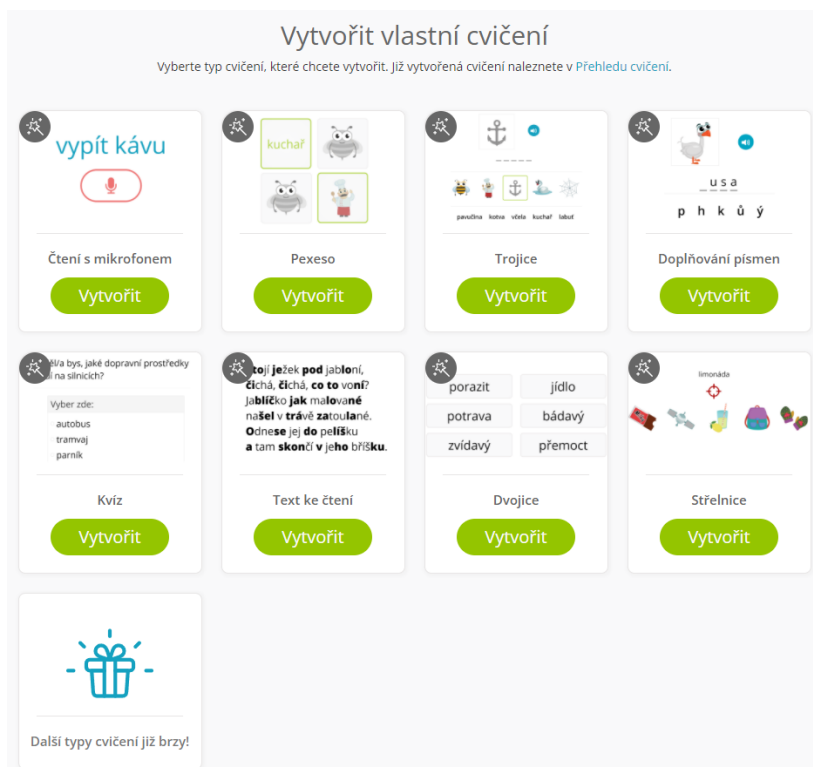 Vytvořit vlastní cvičení
Vyberte typ cvičení, které chcete vytvořit. Již vytvořená cvičení naleznete v Přehledu cvičení.
vypít kávu
Čtení s mikrofonem
Vytvořit
kuchař
Pexeso
Vytvořit
_ _ _ _ _
pavučina kotva včela kuchař labuť
Trojice
Vytvořit
_ u s a
p h k ů ý
Doplňování písmen
Vytvořit
bys, jaké dopravní prostředky
na silnicích?
Vyber zde:
autobus
tramvaj
parník
Kvíz
Vytvořit
ježek pod jabloní,
čichá, čichá, co to voní?
Jablíčko jak malované
našel v trávě zatoulané.
Odnese jej do pelíšku
a tam skončí v jeho bříšku.
Text ke čtení
Vytvořit
porazit jídlo
potrava bádavý
zvídavý přemoct
Dvojice
Vytvořit
limonáda
Střelnice
Vytvořit
Další typy cvičení již brzy!